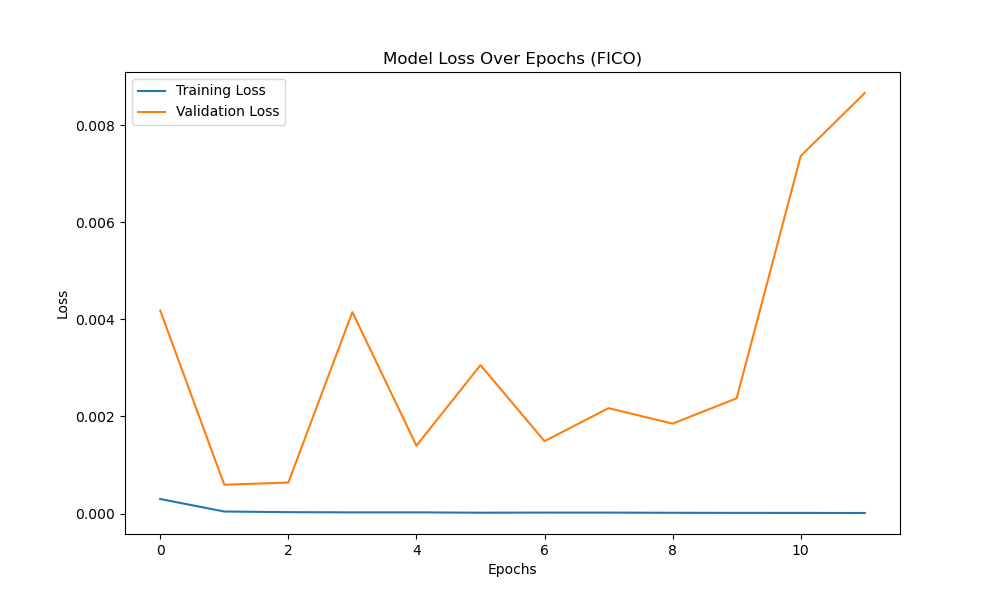 Model Loss Over Epochs (FICO)
Training Loss
Validation Loss
0.008
0.006
0.004
0.002
0.000
Loss
0 2 4 6 8 10
Epochs